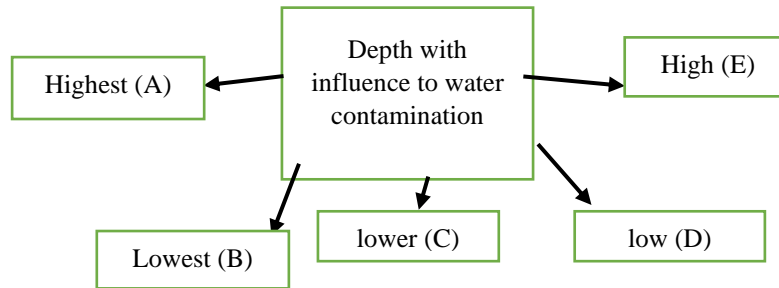 Depth with
influence to water
contamination
Highest (A)
High (E)
Lowest (B)
lower (C)
low (D)